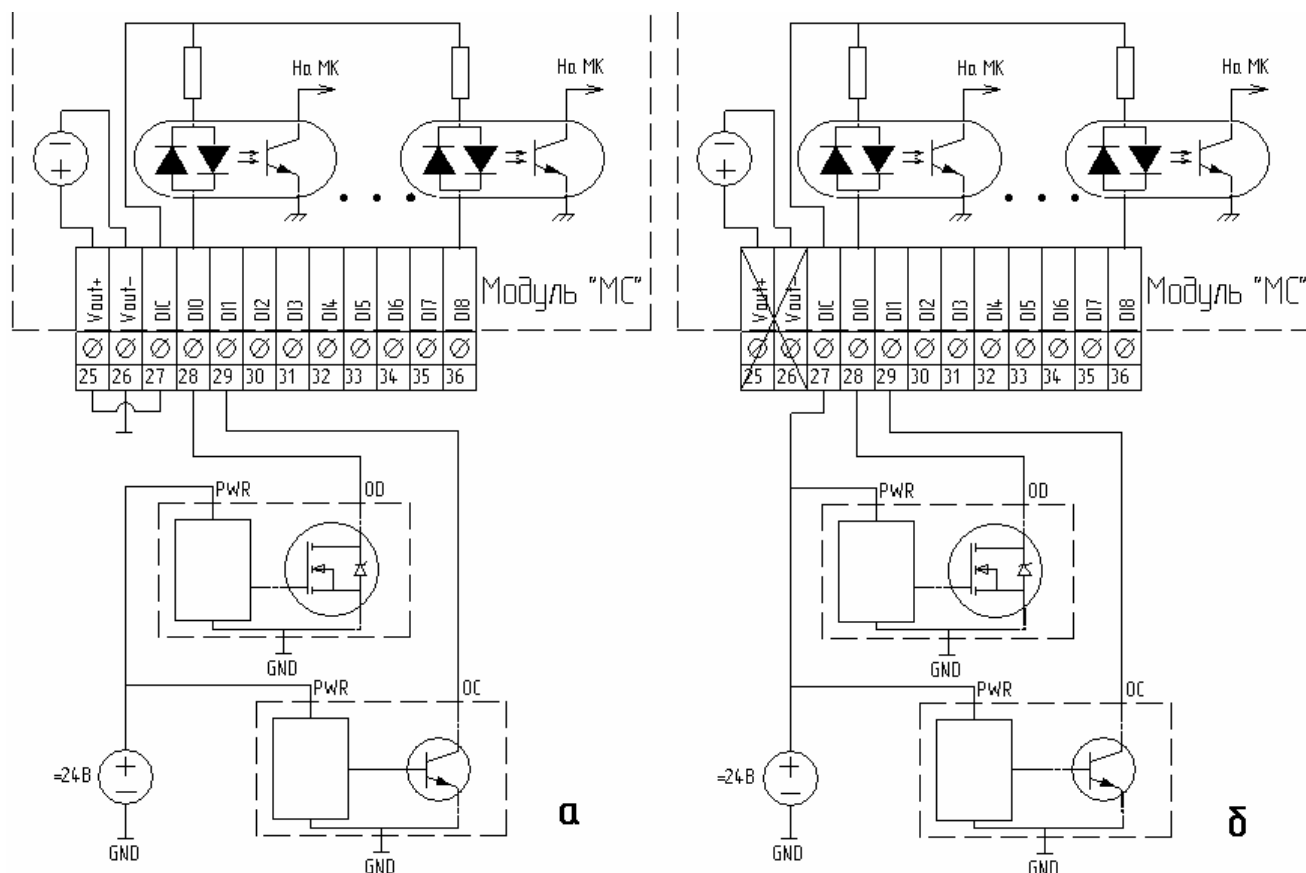 На МК
На МК
Vout+
Vout-
DIC
DI0
DI1
DI2
DI3
DI4
DI5
DI6
DI7
DI8
Модуль "МС"
25 26 27 28 29 30 31 32 33 34 35 36
PWR
OD
GND
PWR
OC
=24В
GND
GND
а
На МК
На МК
Vout+
Vout-
DIC
DI0
DI1
DI2
DI3
DI4
DI5
DI6
DI7
DI8
Модуль "МС"
25 26 27 28 29 30 31 32 33 34 35 36
PWR
OD
GND
PWR
OC
=24В
GND
GND
б